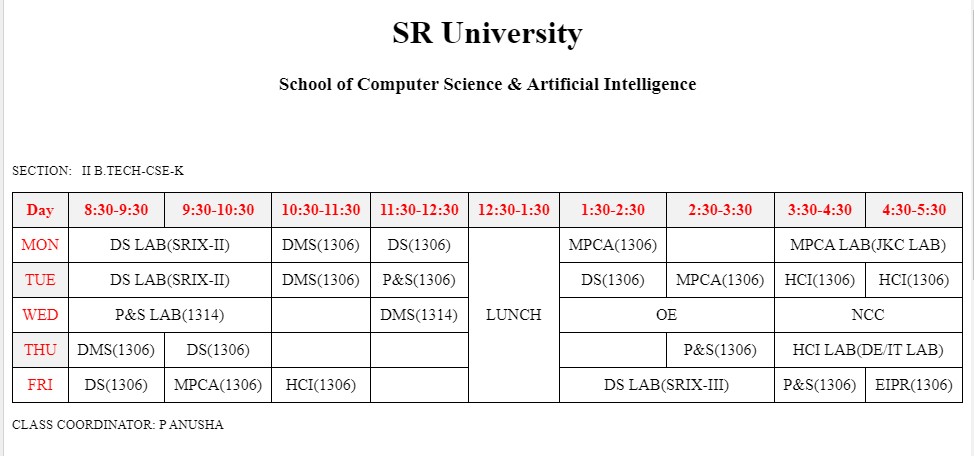 SR University
School of Computer Science & Artificial Intelligence
SECTION: II B.TECH-CSE-K
Day 8:30-9:30 9:30-10:30 10:30-11:30 11:30-12:30 12:30-1:30 1:30-2:30 2:30-3:30 3:30-4:30 4:30-5:30
MON DS LAB(SRIX-II) DMS(1306) DS(1306) MPCA(1306) MPCA LAB(JKC LAB)
TUE DS LAB(SRIX-II) DMS(1306) P&S(1306) DS(1306) MPCA(1306) HCI(1306) HCI(1306)
WED P&S LAB(1314) DMS(1314) LUNCH OE NCC
THU DMS(1306) DS(1306) P&S(1306) HCI LAB(DE/IT LAB)
FRI DS(1306) MPCA(1306) HCI(1306) DS LAB(SRIX-III) P&S(1306) EIPR(1306)
CLASS COORDINATOR: P ANUSHA